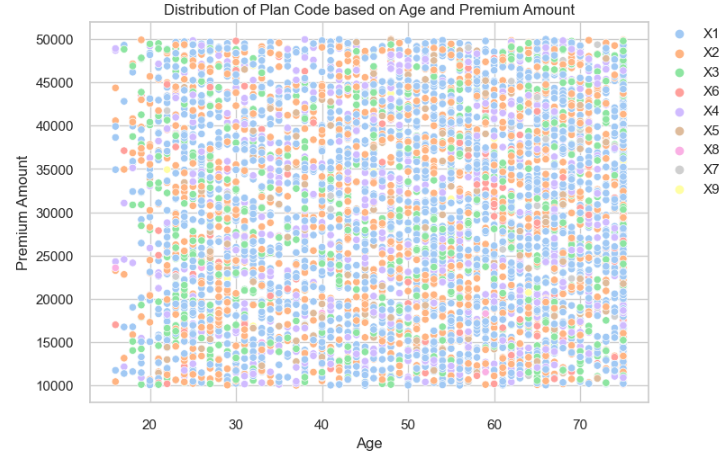 Distribution of Plan Code based on Age and Premium Amount
50000
45000
40000
35000
30000
25000
20000
15000
10000
Premium Amount
20 30 40 50 60 70
Age
X1
X2
X3
X6
X4
X5
X8
X7
X9